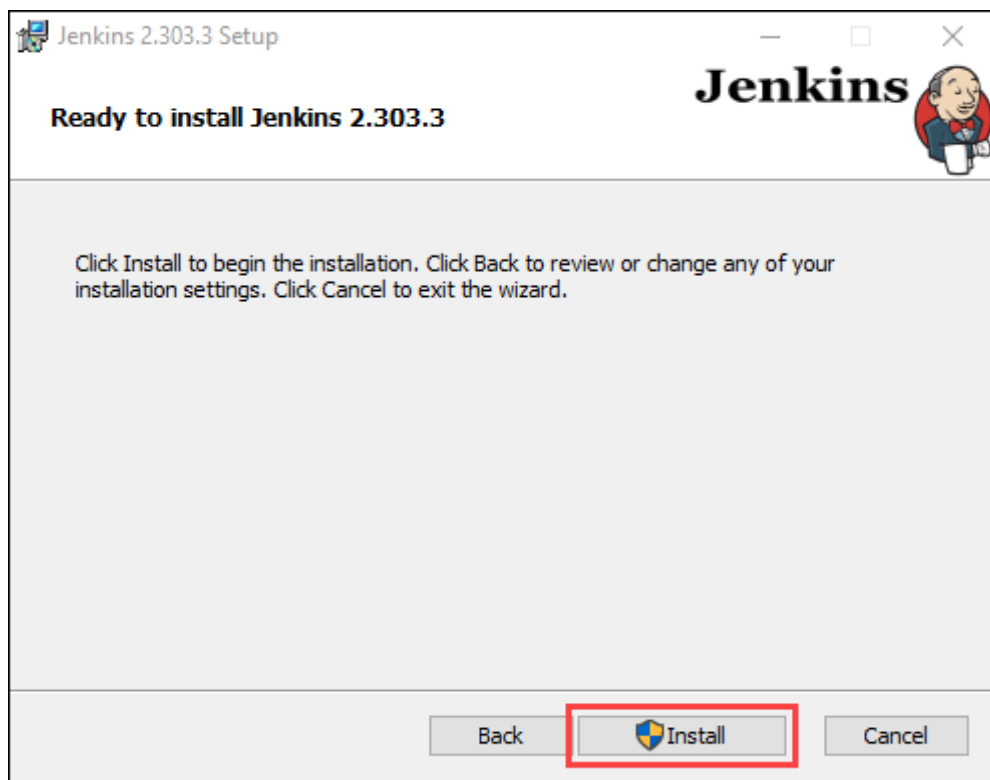 Jenkins 2.303.3 Setup
Jenkins
Ready to install Jenkins 2.303.3
Click Install to begin the installation. Click Back to review or change any of your
installation settings. Click Cancel to exit the wizard.
Back
Install
Cancel